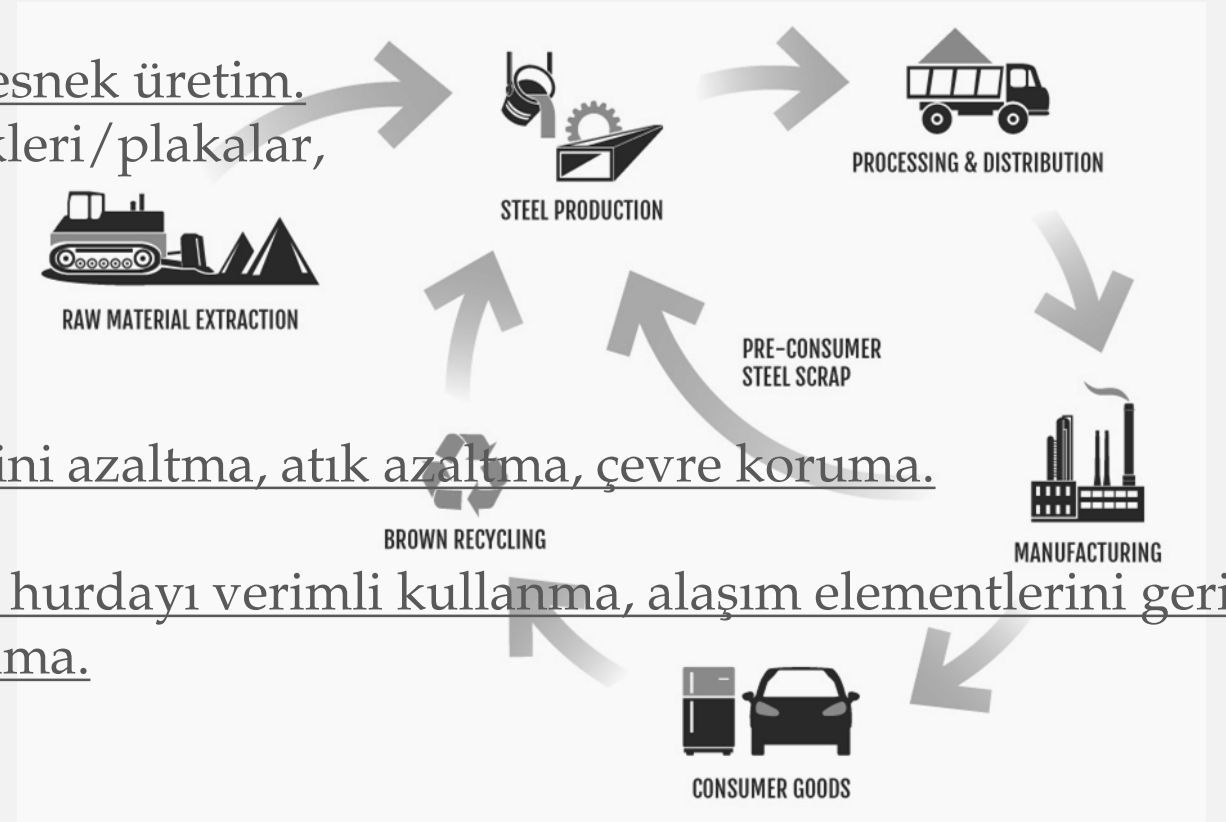 esnek üretim.
kleri/plakalar,
PROCESSING & DISTRIBUTION
STEEL PRODUCTION
RAW MATERIAL EXTRACTION
PRE-CONSUMER
STEEL SCRAP
ini azaltma, atık azaltma, çevre koruma.
BROWN RECYCLING
MANUFACTURING
hurdayı verimli kullanma, alaşım elementlerini geri
ma.
CONSUMER GOODS